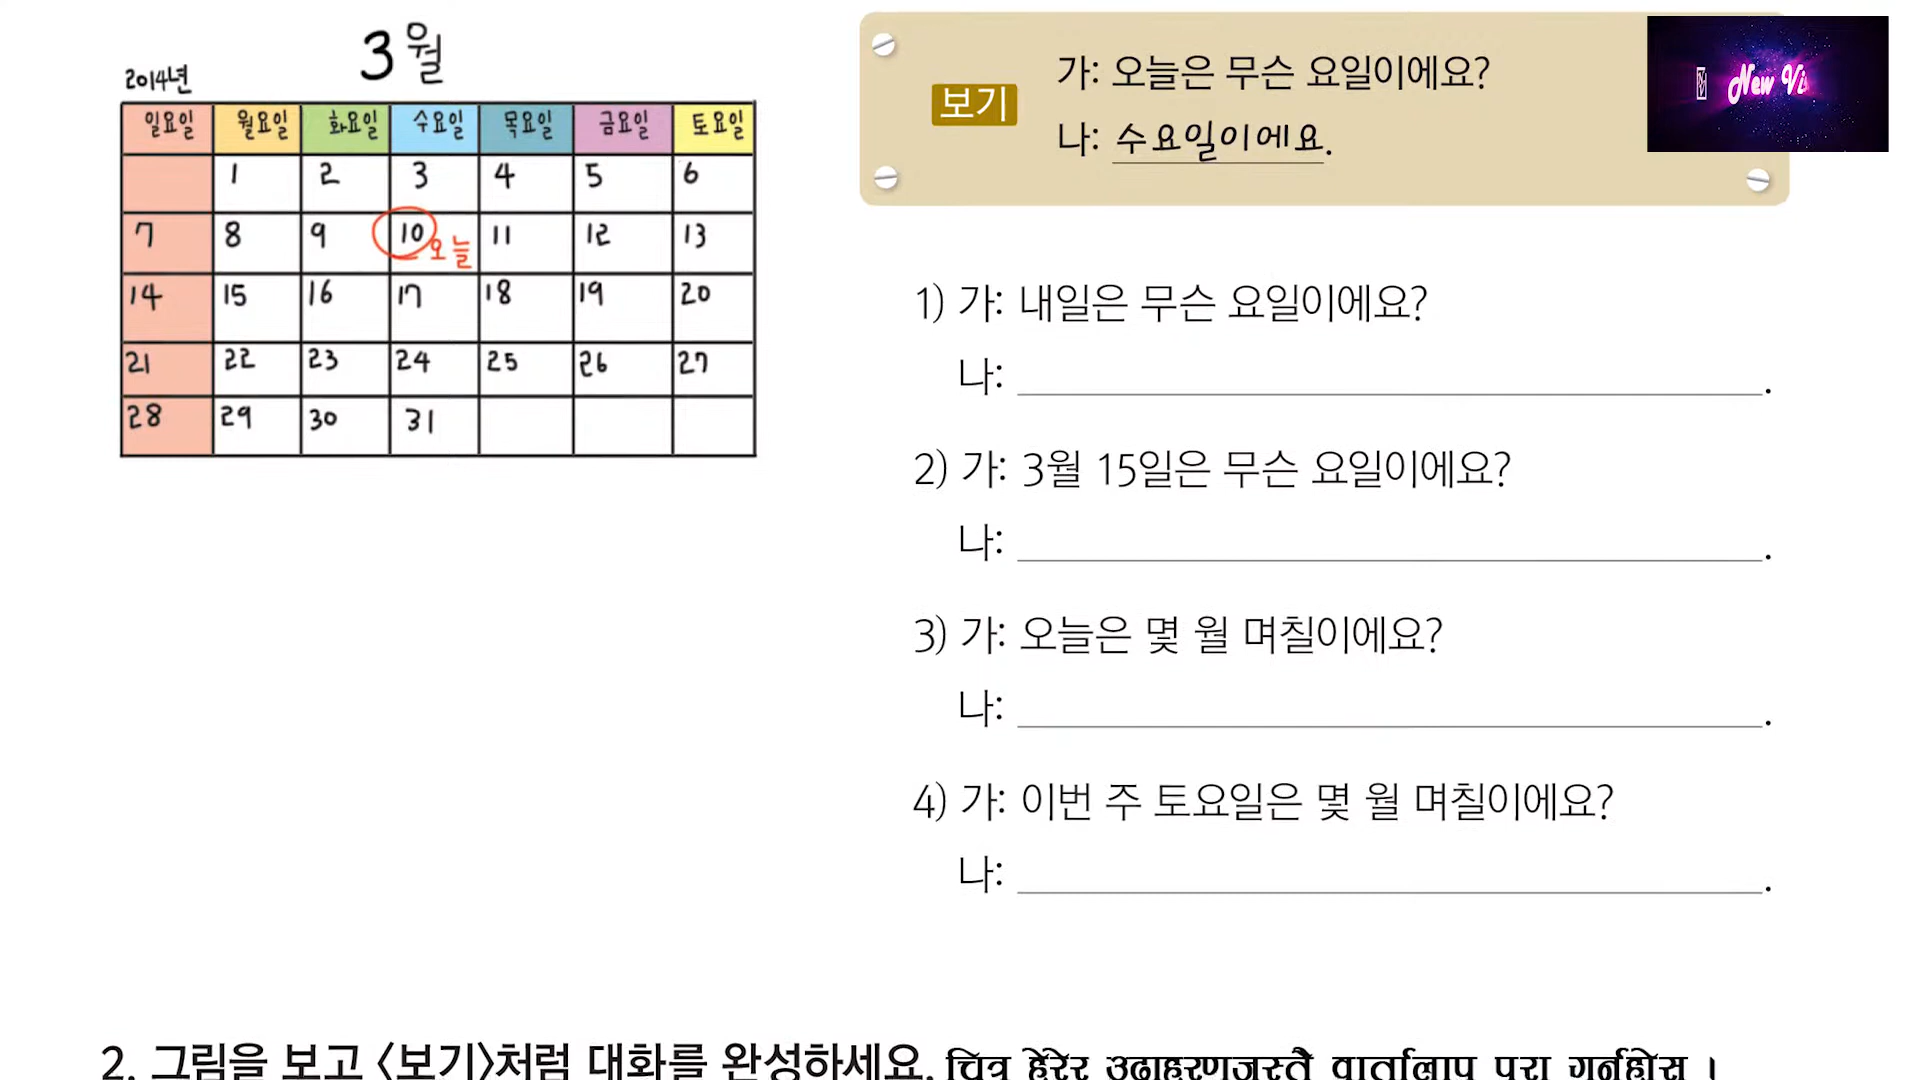 3월
2014년
일요일 월요일 화요일 수요일 목요일 금요일 토요일
1 2 3 4 5 6
7 8 9 10 오늘 11 12 13
14 15 16 17 18 19 20
21 22 23 24 25 26 27
28 29 30 31
보기
가: 오늘은 무슨 요일이에요?
나: 수요일이에요.
New Vi
1) 가: 내일은 무슨 요일이에요?
나: .
2) 가: 3월 15일은 무슨 요일이에요?
나: .
3) 가: 오늘은 몇 월 며칠이에요?
나: .
4) 가: 이번 주 토요일은 몇 월 며칠이에요?
나: .
2. 그림을 보고 〈보기〉처럼 대화를 완성하세요. चित्र हेरेर उदाहरणजस्तै वार्तालाप पुरा गर्नुहोस् ।